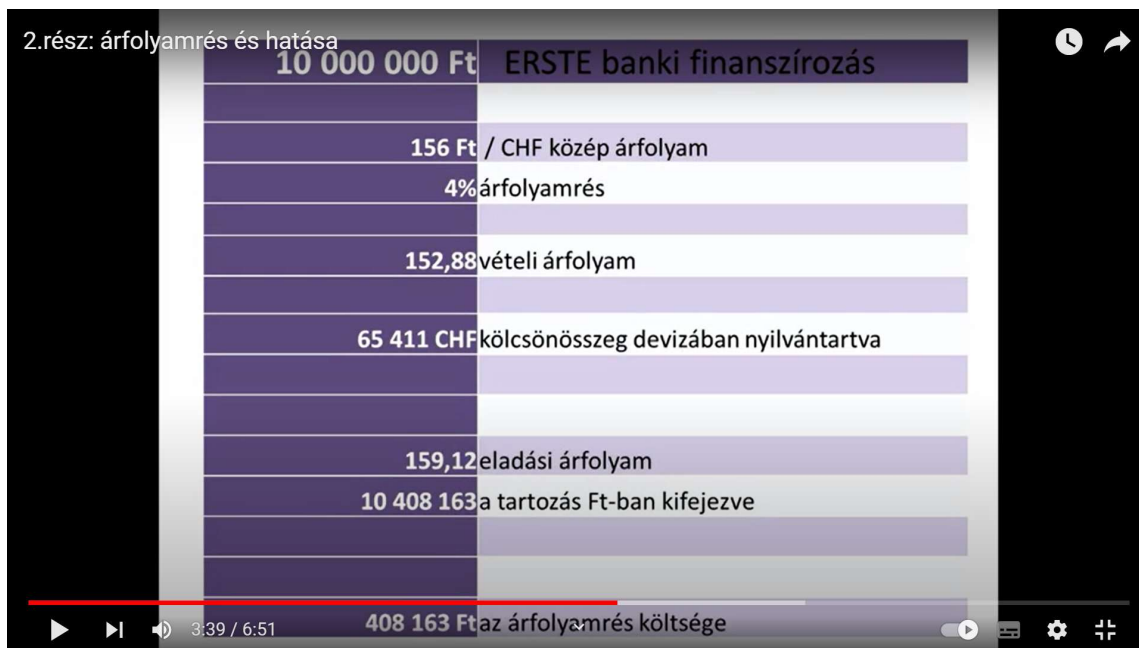 2.rész: árfolyamrés és hatása
10 000 000 Ft ERSTE banki finanszírozás
156 Ft / CHF közép árfolyam
4% árfolyamrés
152,88 vételi árfolyam
65 411 CHF kölcsönösszeg devizában nyilvántartva
159,12 eladási árfolyam
10 408 163 a tartozás Ft-ban kifejezve
408 163 Ft az árfolyamrés költsége
3:39 / 6:51